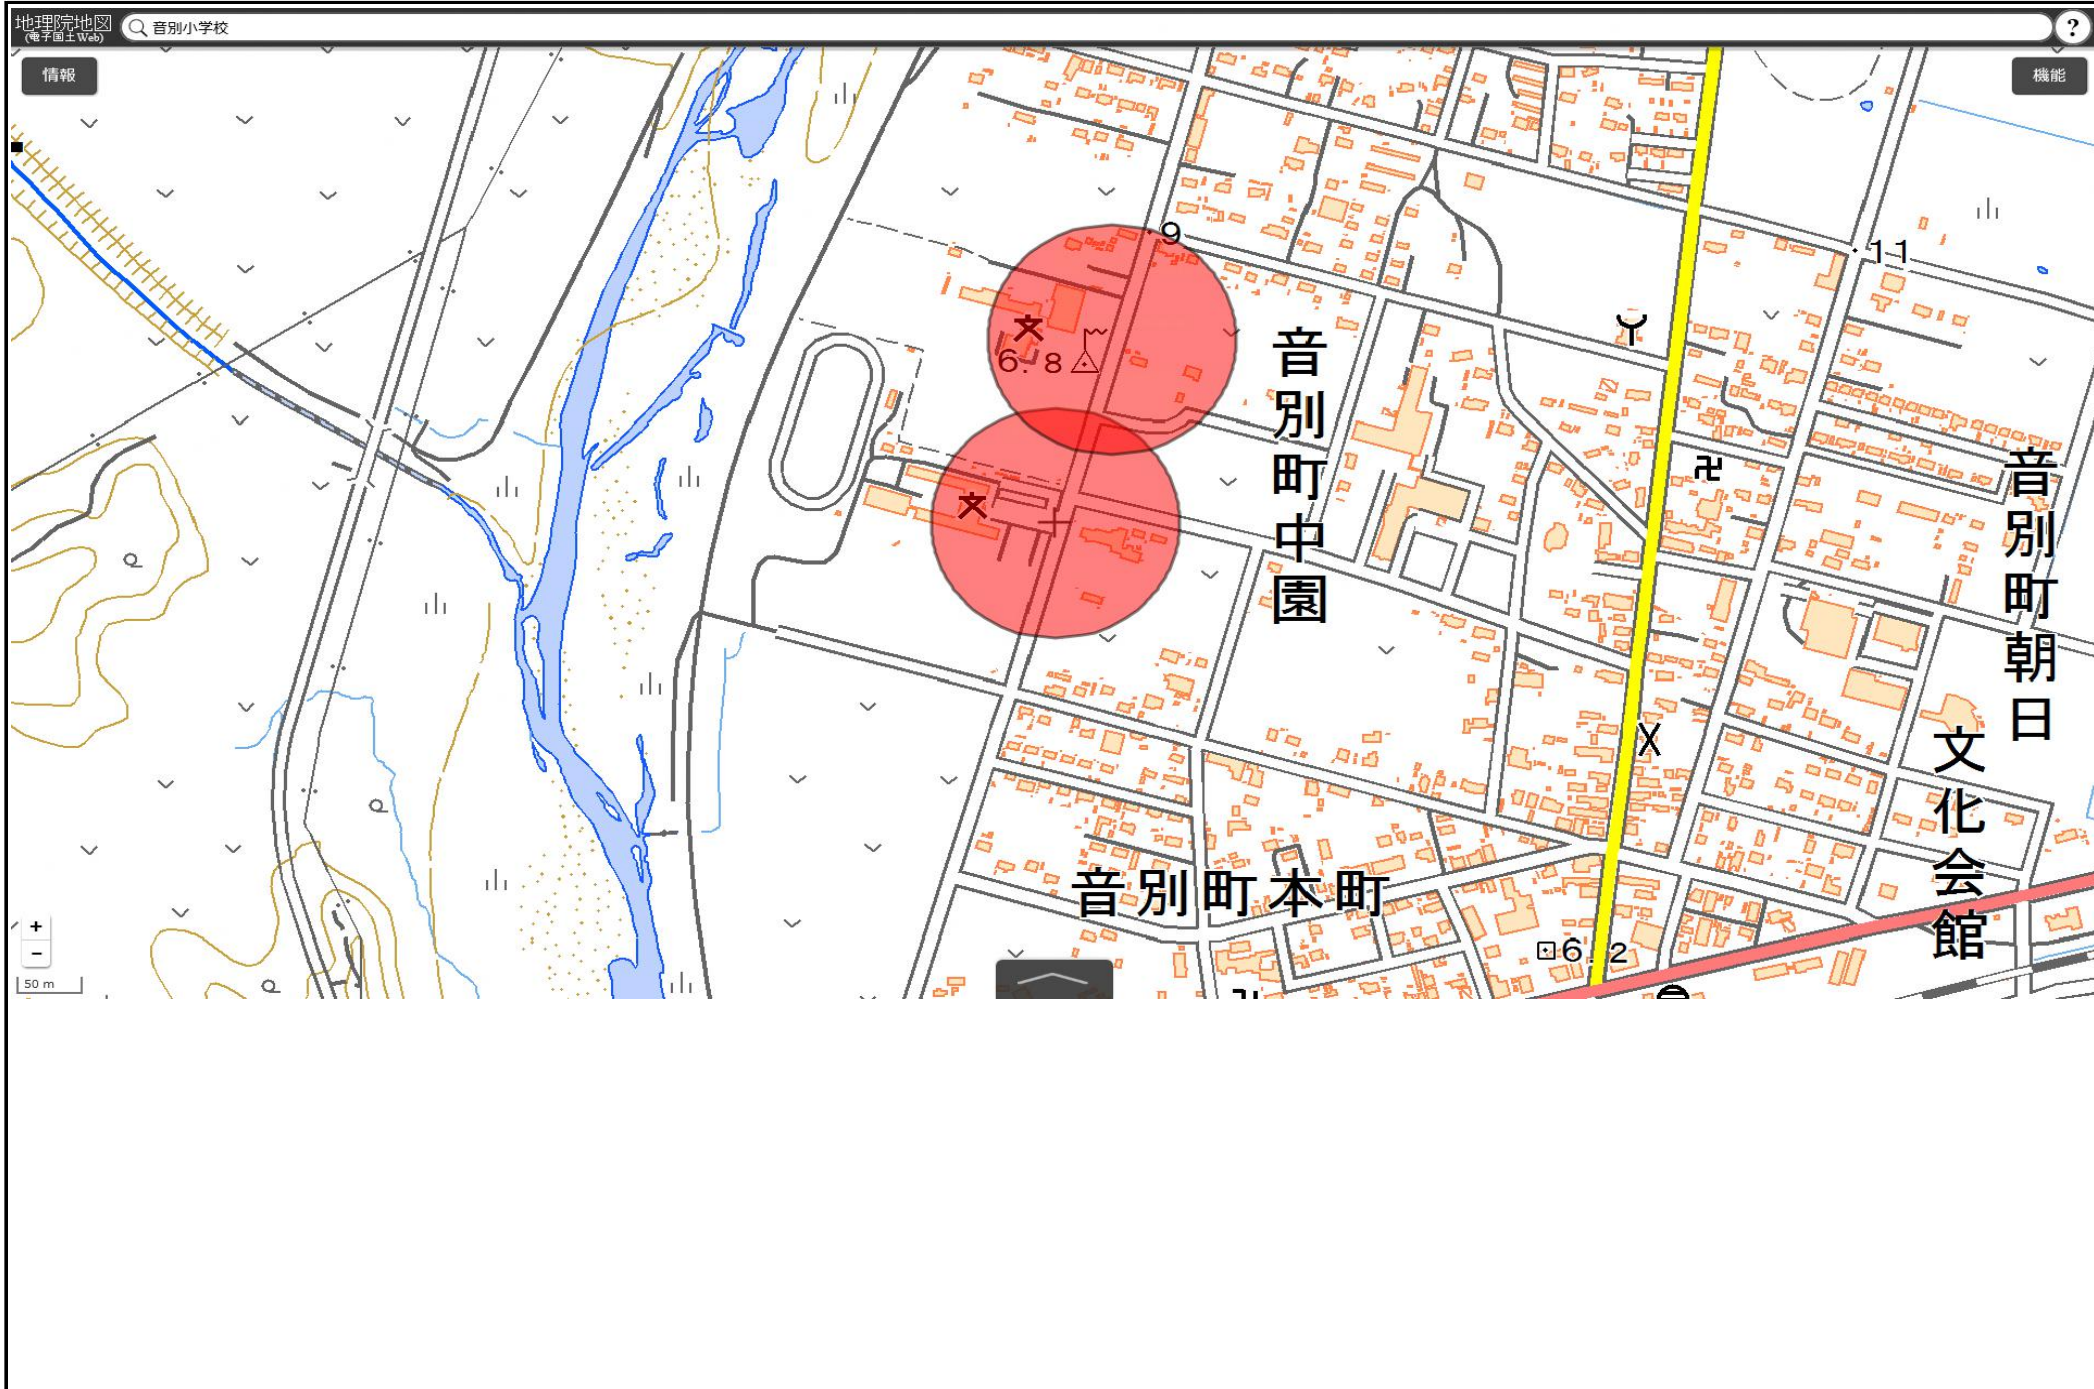 地理院地図
(電子国土Web)
音別小学校
?
情報
機能
9
11
6.8
音別町中園
音別町朝日
文化会館
音別町本町
6.2
+
−
50 m